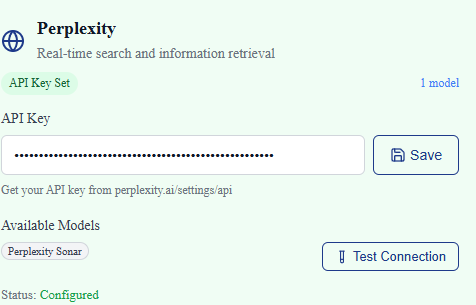 Perplexity
Real-time search and information retrieval
API Key Set
1 model
API Key
••••••••••••••••••••••••••••••••••••••••••••••••••••
Save
Get your API key from perplexity.ai/settings/api
Available Models
Perplexity Sonar
Test Connection
Status: Configured